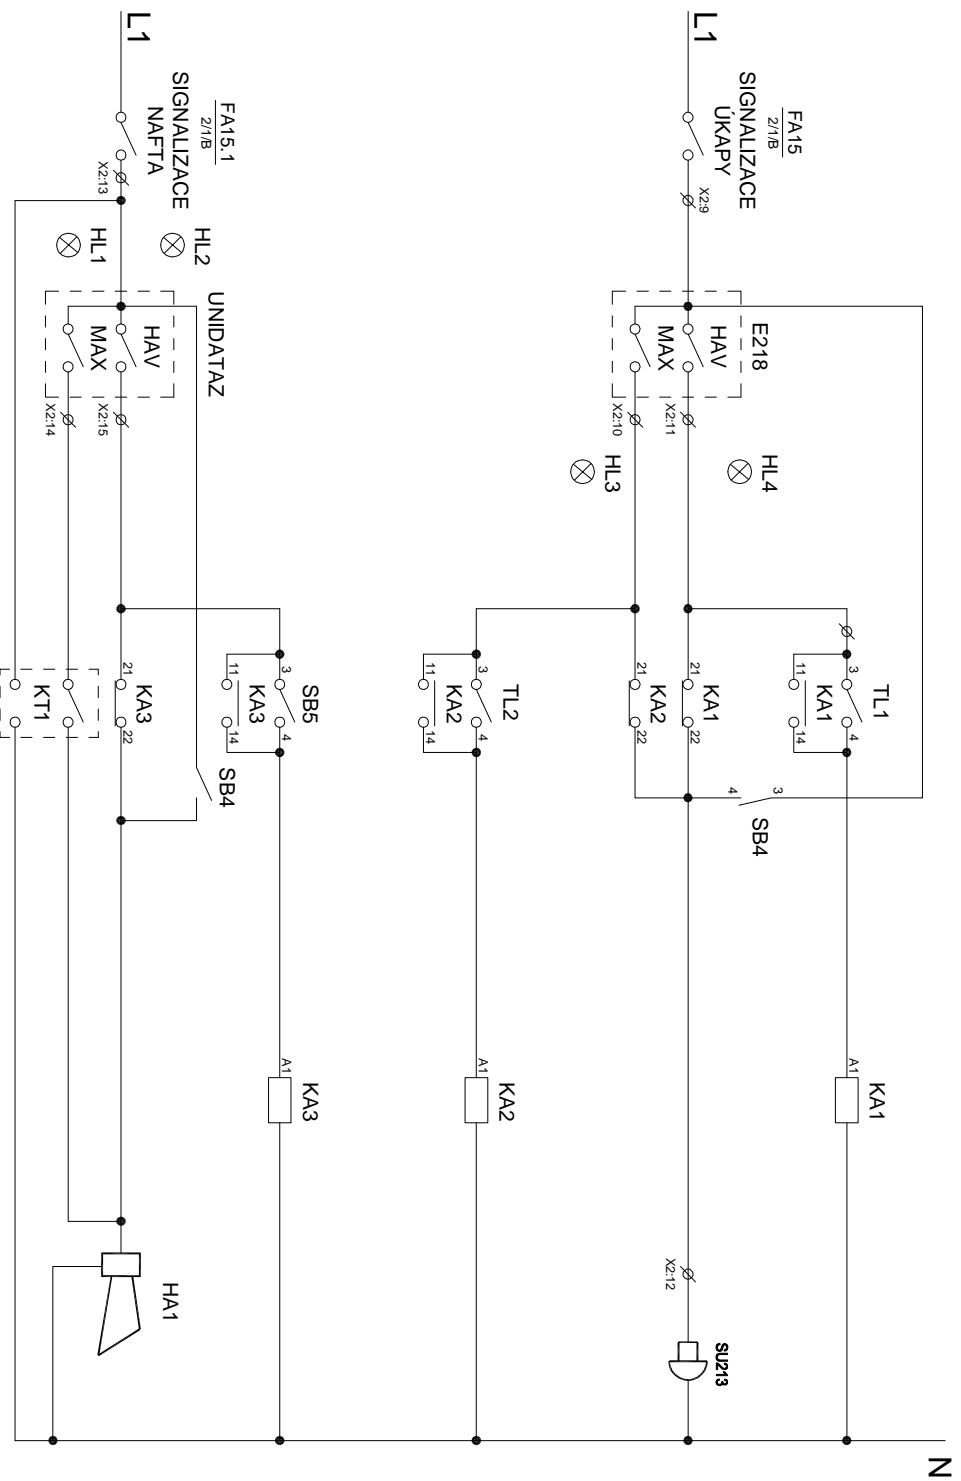 L1
FA15
2/1/B
SIGNALIZACE
ÚKAPY
X2:9
E218
HAV
MAX
X2:11
X2:10
HL4
HL3
TL1
3
4
KA1
11
14
KA1
21
22
KA2
21
22
SB4
3
4
TL2
3
4
KA2
11
14
KA1
A1
KA2
A1
X2:12
SU213
N
L1
FA15.1
2/1/B
SIGNALIZACE
NAFTA
X2:13
HL2
HL1
UNIDATAZ
HAV
MAX
X2:15
X2:14
SB5
3
4
KA3
11
14
SB4
KA3
21
22
KT1
KA3
A1
HA1